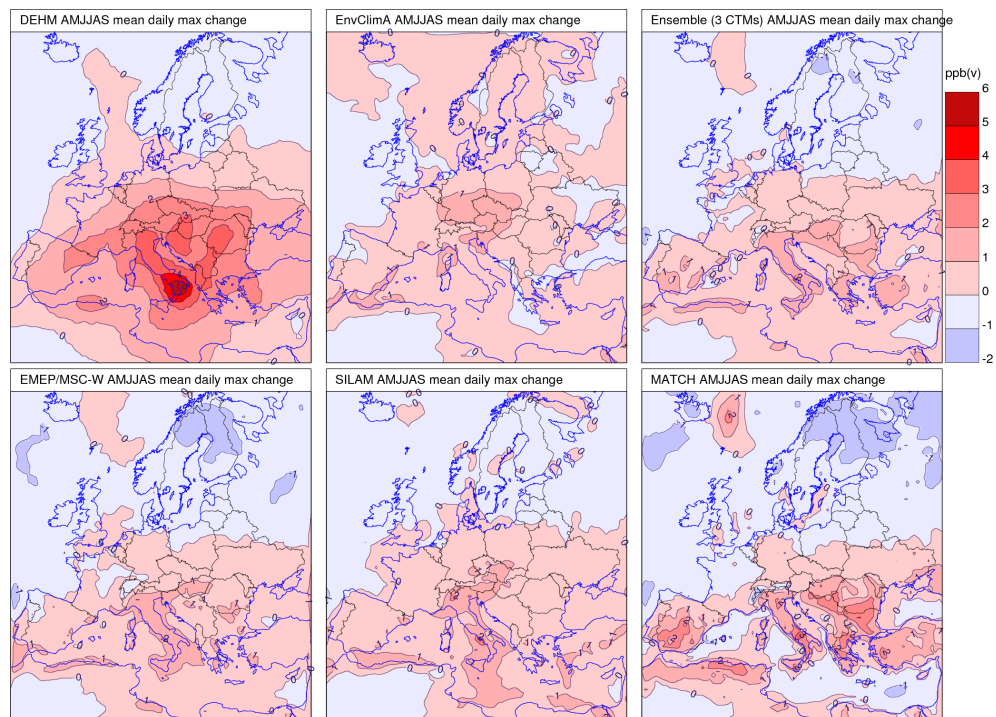 DEHM AMJJAS mean daily max change
EnvClimA AMJJAS mean daily max change
Ensemble (3 CTMs) AMJJAS mean daily max change
ppb(v)
6
5
4
3
2
1
0
-1
-2
EMEP/MSC-W AMJJAS mean daily max change
SILAM AMJJAS mean daily max change
MATCH AMJJAS mean daily max change